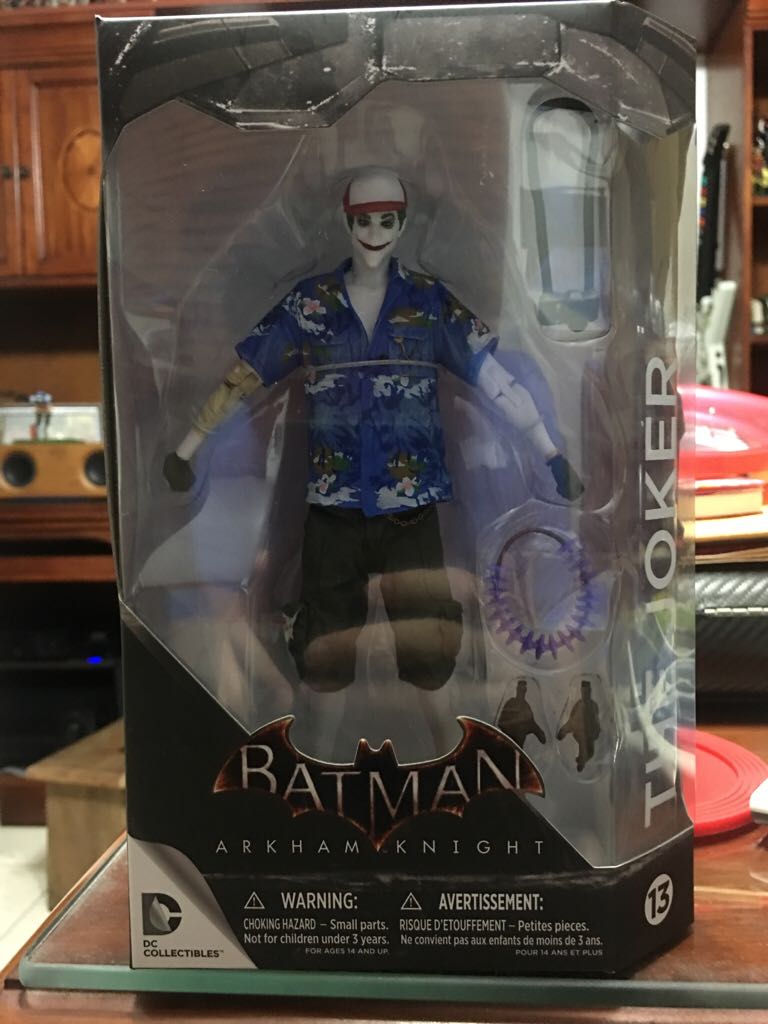 THE JOKER
BATMAN
ARKHAM KNIGHT
DC
COLLECTIBLES™
WARNING:
CHOKING HAZARD – Small parts.
Not for children under 3 years.
FOR AGES 14 AND UP.
AVERTISSEMENT:
RISQUE D'ETOUFFEMENT – Petites pieces.
Ne convient pas aux enfants de moins de 3 ans.
POUR 14 ANS ET PLUS
13